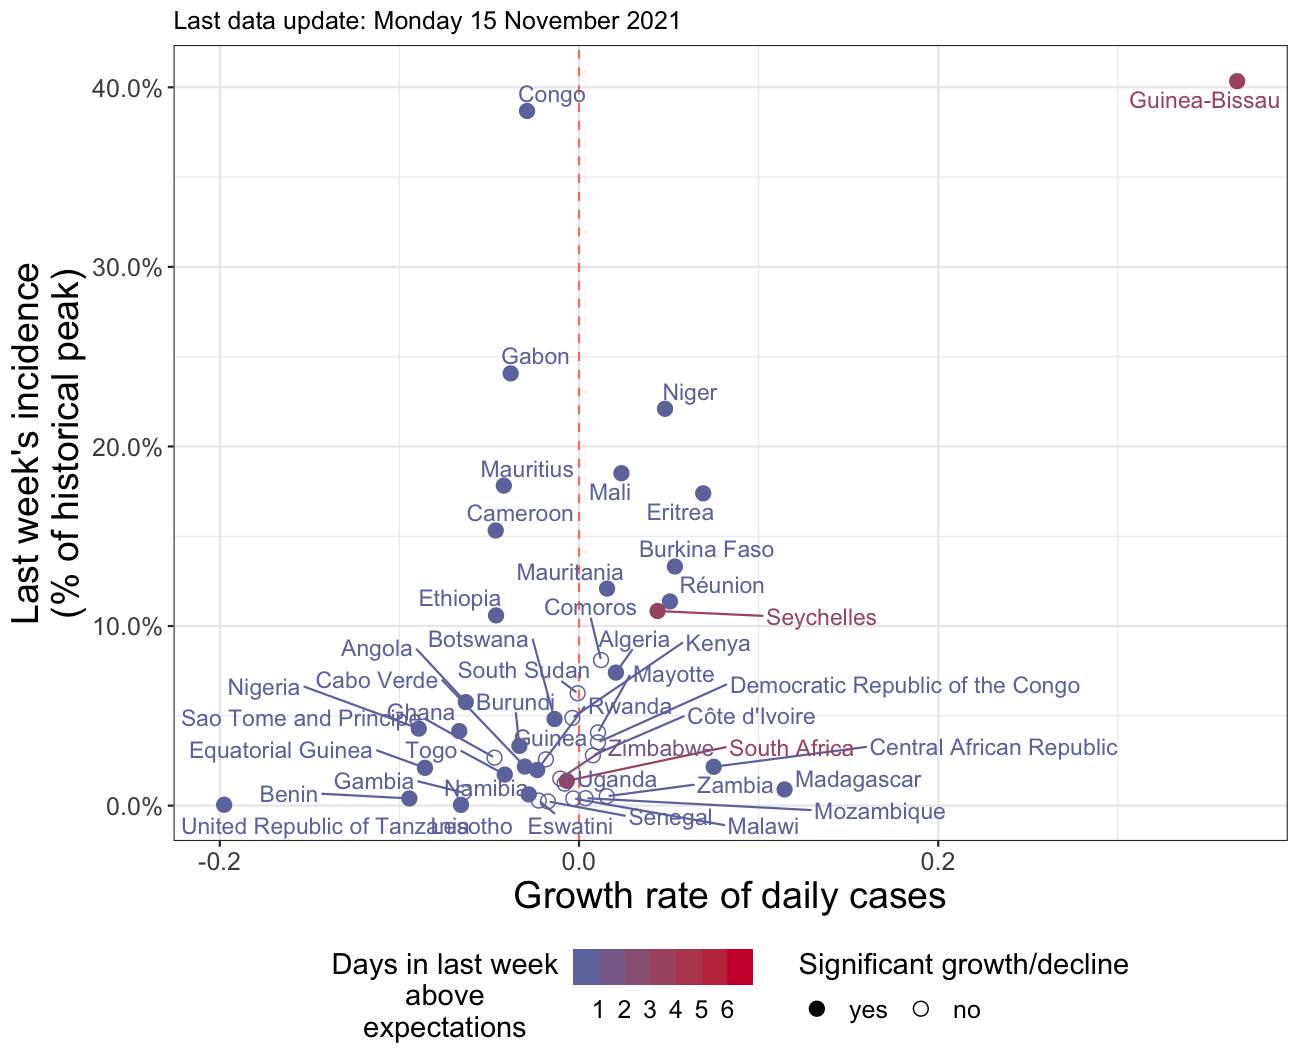 Last data update: Monday 15 November 2021
Last week's incidence
(% of historical peak)
40.0%
30.0%
20.0%
10.0%
0.0%
Congo
Guinea-Bissau
Gabon
Niger
Mauritius
Mali
Eritrea
Cameroon
Burkina Faso
Mauritania
Réunion
Ethiopia
Comoros
Seychelles
Angola
Botswana
Algeria
Kenya
South Sudan
Mayotte
Cabo Verde
Nigeria
Democratic Republic of the Congo
Burundi
Rwanda
Ghana
Sao Tome and Principe
Côte d'Ivoire
Guinea
Zimbabwe
South Africa
Central African Republic
Equatorial Guinea
Togo
Gambia
Namibia
Uganda
Zambia
Madagascar
Benin
Mozambique
Senegal
United Republic of Tanzania
Lesotho
Eswatini
Malawi
-0.2
0.0
0.2
Growth rate of daily cases
Days in last week
above
expectations
1 2 3 4 5 6
Significant growth/decline
yes
no